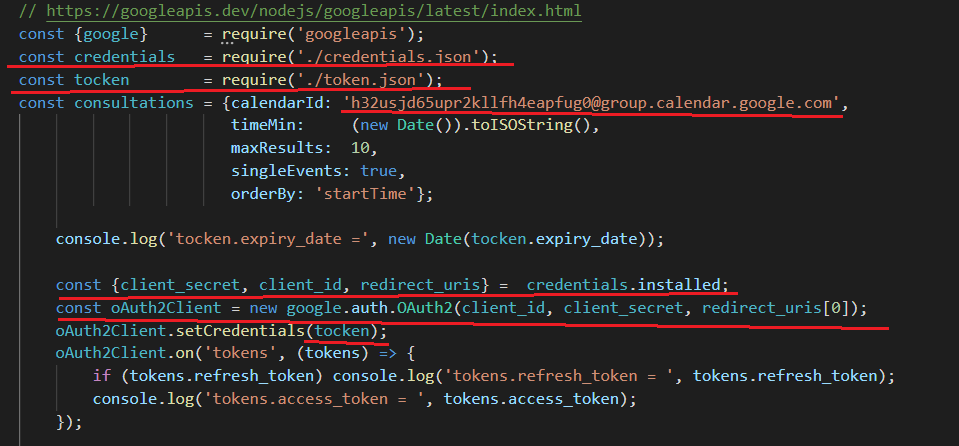 // https://googleapis.dev/nodejs/googleapis/latest/index.html
const {google}      = require('googleapis');
const credentials   = require('./credentials.json');
const tocken        = require('./token.json');
const consultations = {calendarId: 'h32usjd65upr2kllfh4eapfug0@group.calendar.google.com',
timeMin:     (new Date()).toISOString(),
maxResults:  10,
singleEvents: true,
orderBy: 'startTime'};
console.log('tocken.expiry_date =', new Date(tocken.expiry_date));
const {client_secret, client_id, redirect_uris} =  credentials.installed;
const oAuth2Client = new google.auth.OAuth2(client_id, client_secret, redirect_uris[0]);
oAuth2Client.setCredentials(tocken);
oAuth2Client.on('tokens', (tokens) => {
if (tokens.refresh_token) console.log('tokens.refresh_token = ', tokens.refresh_token);
console.log('tokens.access_token = ', tokens.access_token);
});